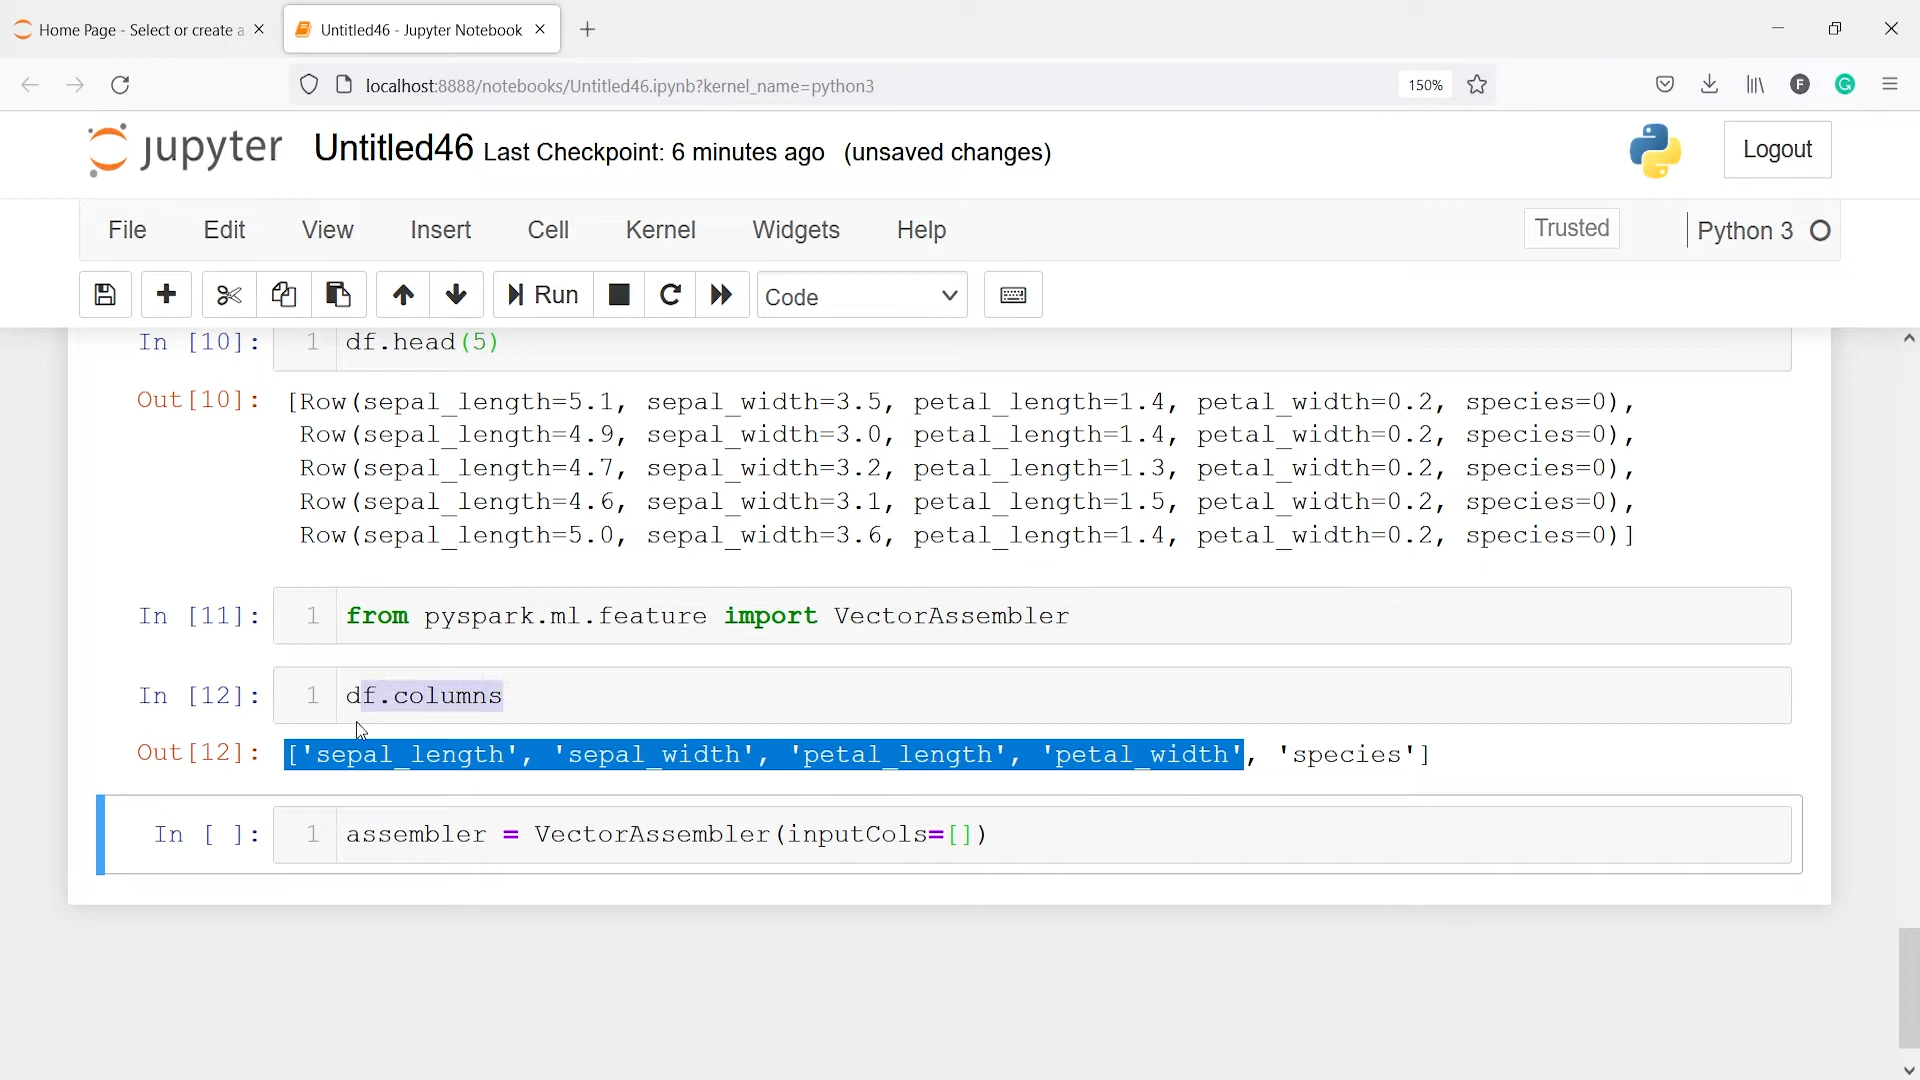 Home Page - Select or create a
Untitled46 - Jupyter Notebook
localhost:8888/notebooks/Untitled46.ipynb?kernel_name=python3
150%
F
G
jupyter Untitled46 Last Checkpoint: 6 minutes ago (unsaved changes)
Logout
File Edit View Insert Cell Kernel Widgets Help
Trusted
Python 3
Run
Code
In [10]: 1 df.head(5)
Out[10]: [Row(sepal_length=5.1, sepal_width=3.5, petal_length=1.4, petal_width=0.2, species=0),
Row(sepal_length=4.9, sepal_width=3.0, petal_length=1.4, petal_width=0.2, species=0),
Row(sepal_length=4.7, sepal_width=3.2, petal_length=1.3, petal_width=0.2, species=0),
Row(sepal_length=4.6, sepal_width=3.1, petal_length=1.5, petal_width=0.2, species=0),
Row(sepal_length=5.0, sepal_width=3.6, petal_length=1.4, petal_width=0.2, species=0)]
In [11]: 1 from pyspark.ml.feature import VectorAssembler
In [12]: 1 df.columns
Out[12]: ['sepal_length', 'sepal_width', 'petal_length', 'petal_width', 'species']
In [ ]: 1 assembler = VectorAssembler(inputCols=[])